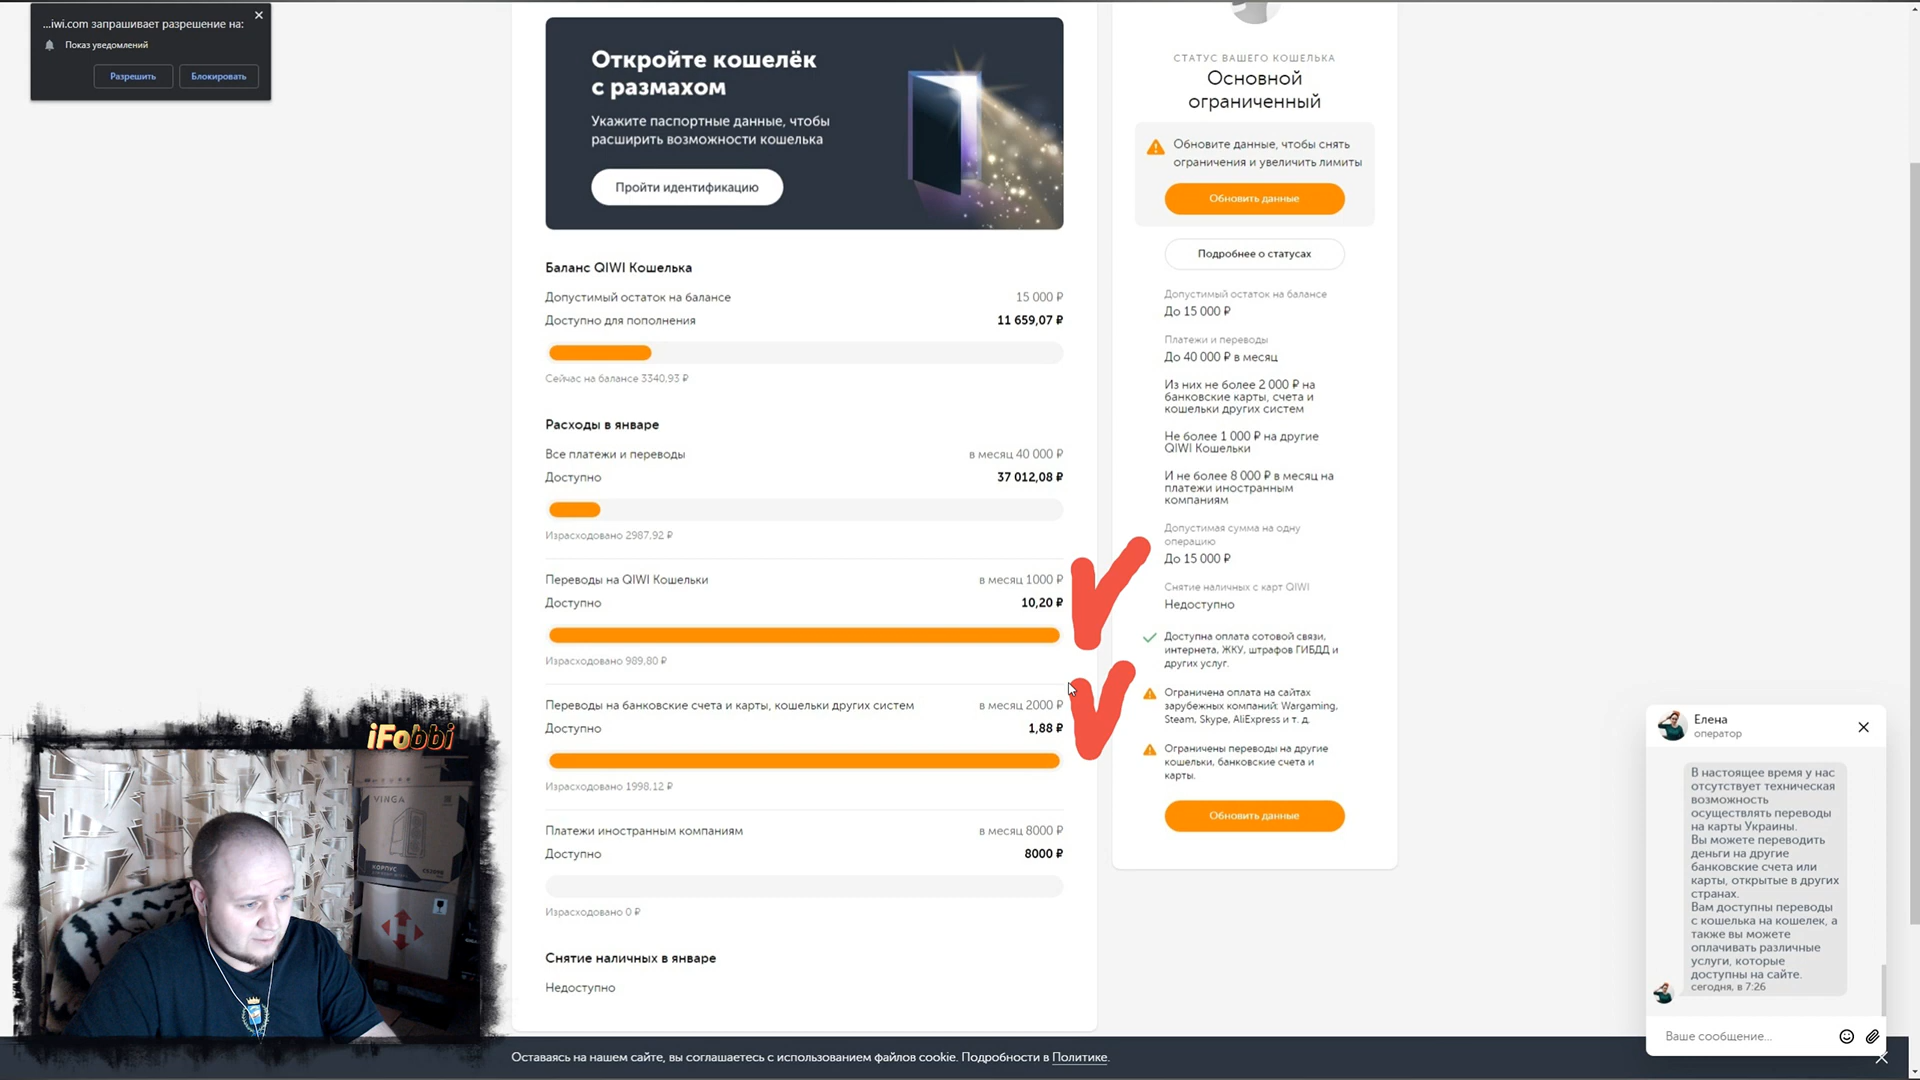 ...iwi.com запрашивает разрешение на:
Показ уведомлений
Разрешить
Блокировать
Откройте кошелёк
с размахом
Укажите паспортные данные, чтобы
расширить возможности кошелька
Пройти идентификацию
Баланс QIWI Кошелька
Допустимый остаток на балансе
15 000 ₽
Доступно для пополнения
11 659,07 ₽
Сейчас на балансе 3340,93 ₽
Расходы в январе
Все платежи и переводы
в месяц 40 000 ₽
Доступно
37 012,08 ₽
Израсходовано 2987,92 ₽
Переводы на QIWI Кошельки
в месяц 1000 ₽
Доступно
10,20 ₽
Израсходовано 989,80 ₽
Переводы на банковские счета и карты, кошельки других систем
в месяц 2000 ₽
Доступно
1,88 ₽
Израсходовано 1998,12 ₽
Платежи иностранным компаниям
в месяц 8000 ₽
Доступно
8000 ₽
Израсходовано 0 ₽
Снятие наличных в январе
Недоступно
СТАТУС ВАШЕГО КОШЕЛЬКА
Основной
ограниченный
Обновите данные, чтобы снять
ограничения и увеличить лимиты
Обновить данные
Подробнее о статусах
Допустимый остаток на балансе
До 15 000 ₽
Платежи и переводы
До 40 000 ₽ в месяц
Из них не более 2 000 ₽ на
банковские карты, счета и
кошельки других систем
Не более 1 000 ₽ на другие
QIWI Кошельки
И не более 8 000 ₽ в месяц на
платежи иностранным
компаниям
Допустимая сумма на одну
операцию
До 15 000 ₽
Снятие наличных с карт QIWI
Недоступно
Доступна оплата сотовой связи,
интернета, ЖКУ, штрафов ГИБДД и
других услуг.
Ограничена оплата на сайтах
зарубежных компаний: Wargaming,
Steam, Skype, AliExpress и т. д.
Ограничены переводы на другие
кошельки, банковские счета и
карты.
Обновить данные
Елена
оператор
В настоящее время у нас
отсутствует техническая
возможность
осуществлять переводы
на карты Украины.
Вы можете переводить
деньги на другие
банковские счета или
карты, открытые в других
странах.
Вам доступны переводы
с кошелька на кошелек, а
также вы можете
оплачивать различные
услуги, которые
доступны на сайте.
сегодня, в 7:26
Ваше сообщение...
iFobbi
VINGA
КОРПУС
Оставаясь на нашем сайте, вы соглашаетесь с использованием файлов cookie. Подробности в Политике.